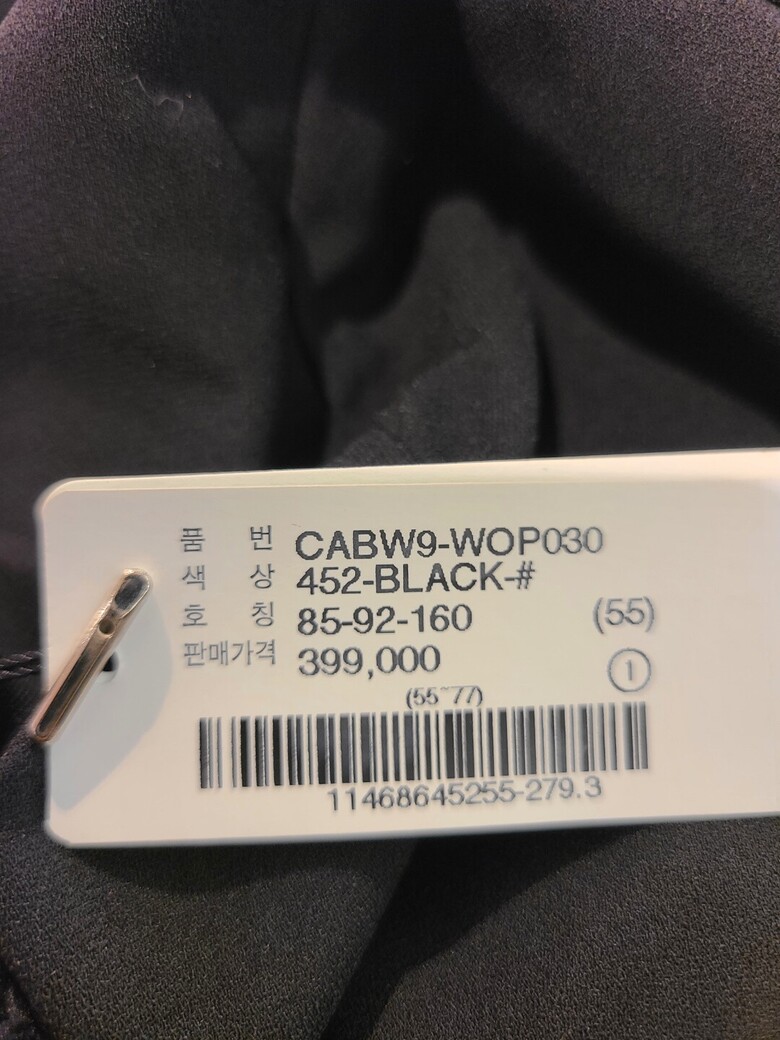 품 번 CABW9-WOP030
색 상 452-BLACK-#
호 칭 85-92-160 (55)
판매가격 399,000 ①
(55~77)
11468645255-279.3